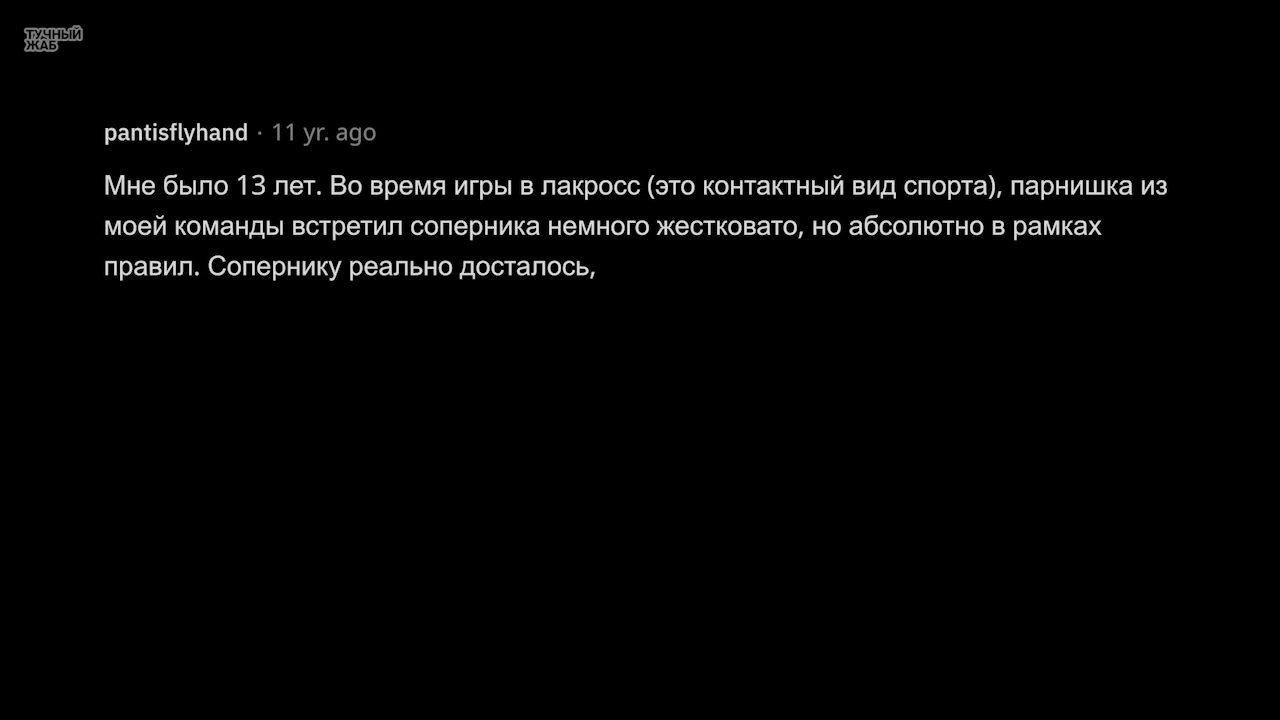 ТУЧНЫЙ
ЖАБ
pantisflyhand · 11 yr. ago
Мне было 13 лет. Во время игры в лакросс (это контактный вид спорта), парнишка из
моей команды встретил соперника немного жестковато, но абсолютно в рамках
правил. Сопернику реально досталось,